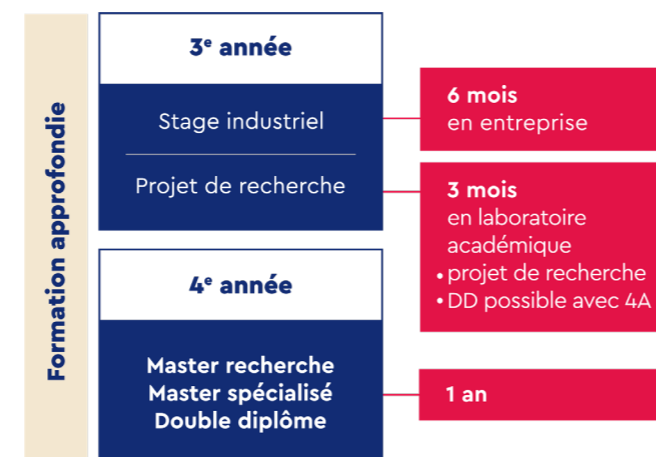 Formation approfondie
3e année
Stage industriel
6 mois
en entreprise
Projet de recherche
3 mois
en laboratoire
académique
• projet de recherche
• DD possible avec 4A
4e année
Master recherche
Master spécialisé
Double diplôme
1 an